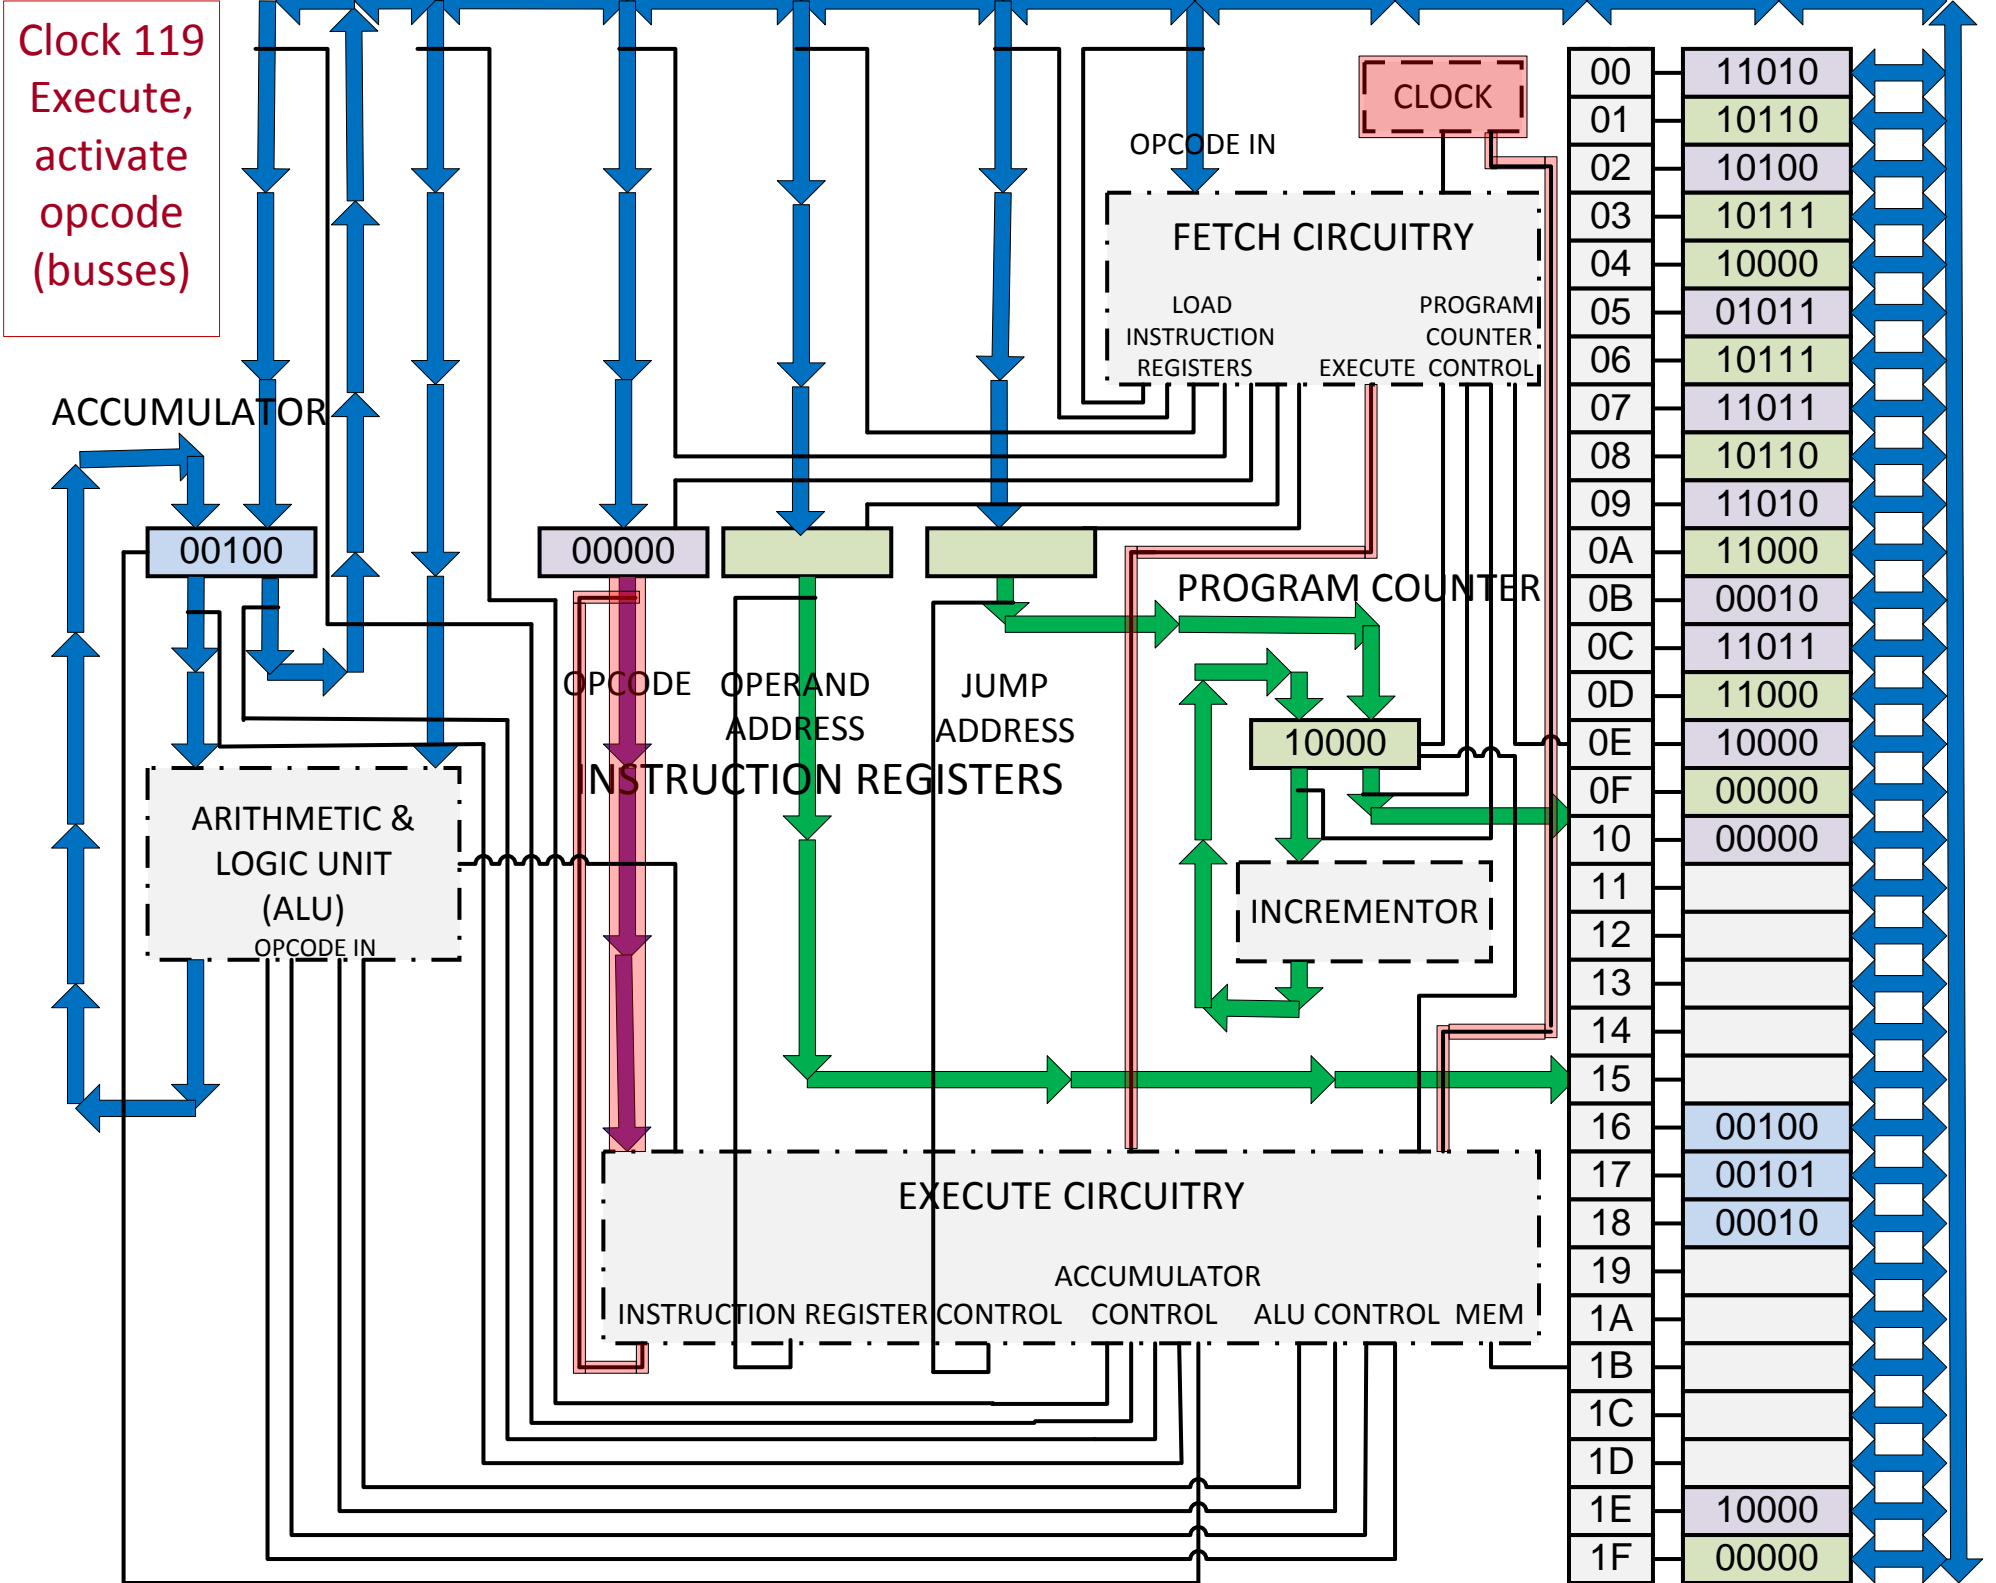 Clock 119
Execute,
activate
opcode
(busses)
CLOCK
OPCODE IN
FETCH CIRCUITRY
LOAD
INSTRUCTION
REGISTERS
EXECUTE
PROGRAM
COUNTER
CONTROL
ACCUMULATOR
00100
00000
PROGRAM COUNTER
10000
INCREMENTOR
OPCODE
OPERAND
ADDRESS
JUMP
ADDRESS
INSTRUCTION REGISTERS
ARITHMETIC &
LOGIC UNIT
(ALU)
OPCODE IN
EXECUTE CIRCUITRY
INSTRUCTION REGISTER CONTROL
ACCUMULATOR
CONTROL
ALU CONTROL
MEM
00 11010
01 10110
02 10100
03 10111
04 10000
05 01011
06 10111
07 11011
08 10110
09 11010
0A 11000
0B 00010
0C 11011
0D 11000
0E 10000
0F 00000
10 00000
11
12
13
14
15
16 00100
17 00101
18 00010
19
1A
1B
1C
1D
1E 10000
1F 00000